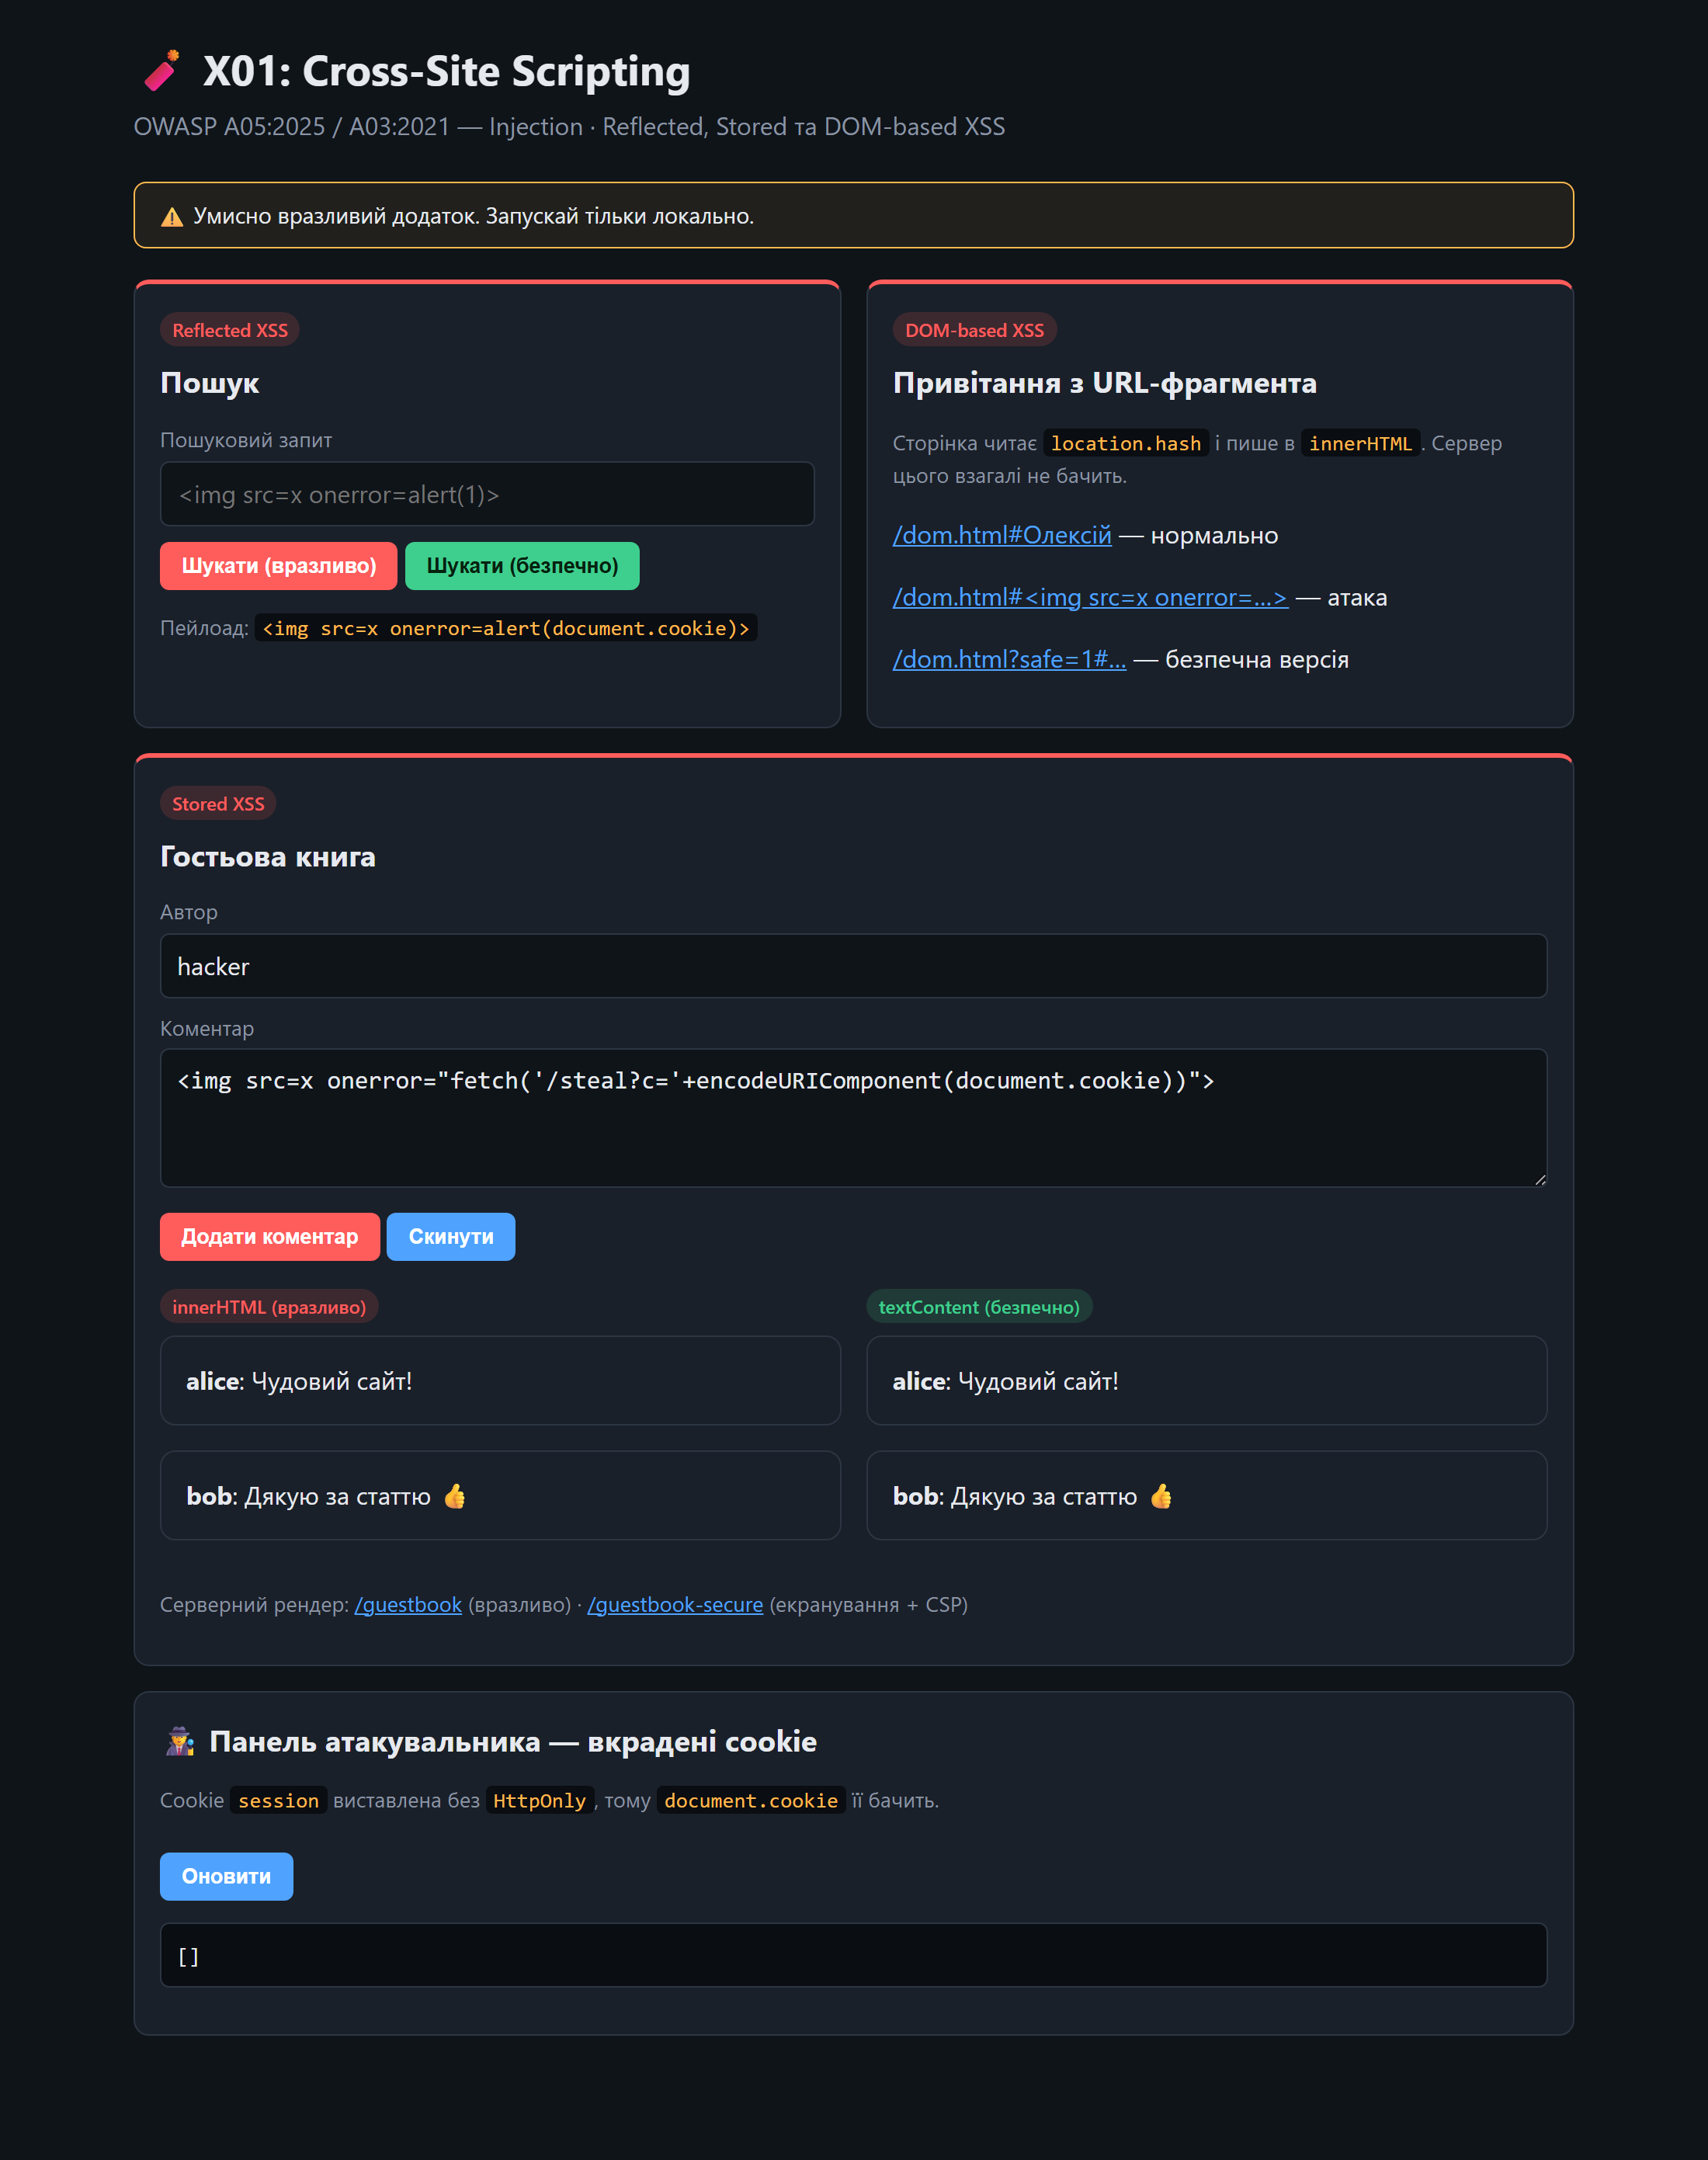 X01: Cross-Site Scripting
OWASP A05:2025 / A03:2021 — Injection · Reflected, Stored та DOM-based XSS
⚠️ Умисно вразливий додаток. Запускай тільки локально.
Reflected XSS
Пошук
Пошуковий запит
<img src=x onerror=alert(1)>
Шукати (вразливо) Шукати (безпечно)
Пейлоад: <img src=x onerror=alert(document.cookie)>
DOM-based XSS
Привітання з URL-фрагмента
Сторінка читає location.hash і пише в innerHTML. Сервер
цього взагалі не бачить.
/dom.html#Олексій — нормально
/dom.html#<img src=x onerror=…> — атака
/dom.html?safe=1#… — безпечна версія
Stored XSS
Гостьова книга
Автор
hacker
Коментар
<img src=x onerror="fetch('/steal?c='+encodeURIComponent(document.cookie))">
Додати коментар Скинути
innerHTML (вразливо)
alice: Чудовий сайт!
bob: Дякую за статтю 👍
textContent (безпечно)
alice: Чудовий сайт!
bob: Дякую за статтю 👍
Серверний рендер: /guestbook (вразливо) · /guestbook-secure (екранування + CSP)
Панель атакувальника — вкрадені cookie
Cookie session виставлена без HttpOnly, тому document.cookie її бачить.
Оновити
[]